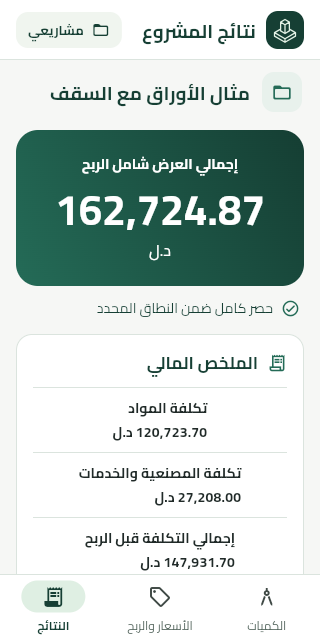 نتائج المشروع
مشاريعي
مثال الأوراق مع السقف
إجمالي العرض شامل الربح
162,724.87
د.ل
حصر كامل ضمن النطاق المحدد
الملخص المالي
تكلفة المواد
120,723.70 د.ل
تكلفة المصنعية والخدمات
27,208.00 د.ل
إجمالي التكلفة قبل الربح
147,931.70 د.ل
الكميات
الأسعار والربح
النتائج